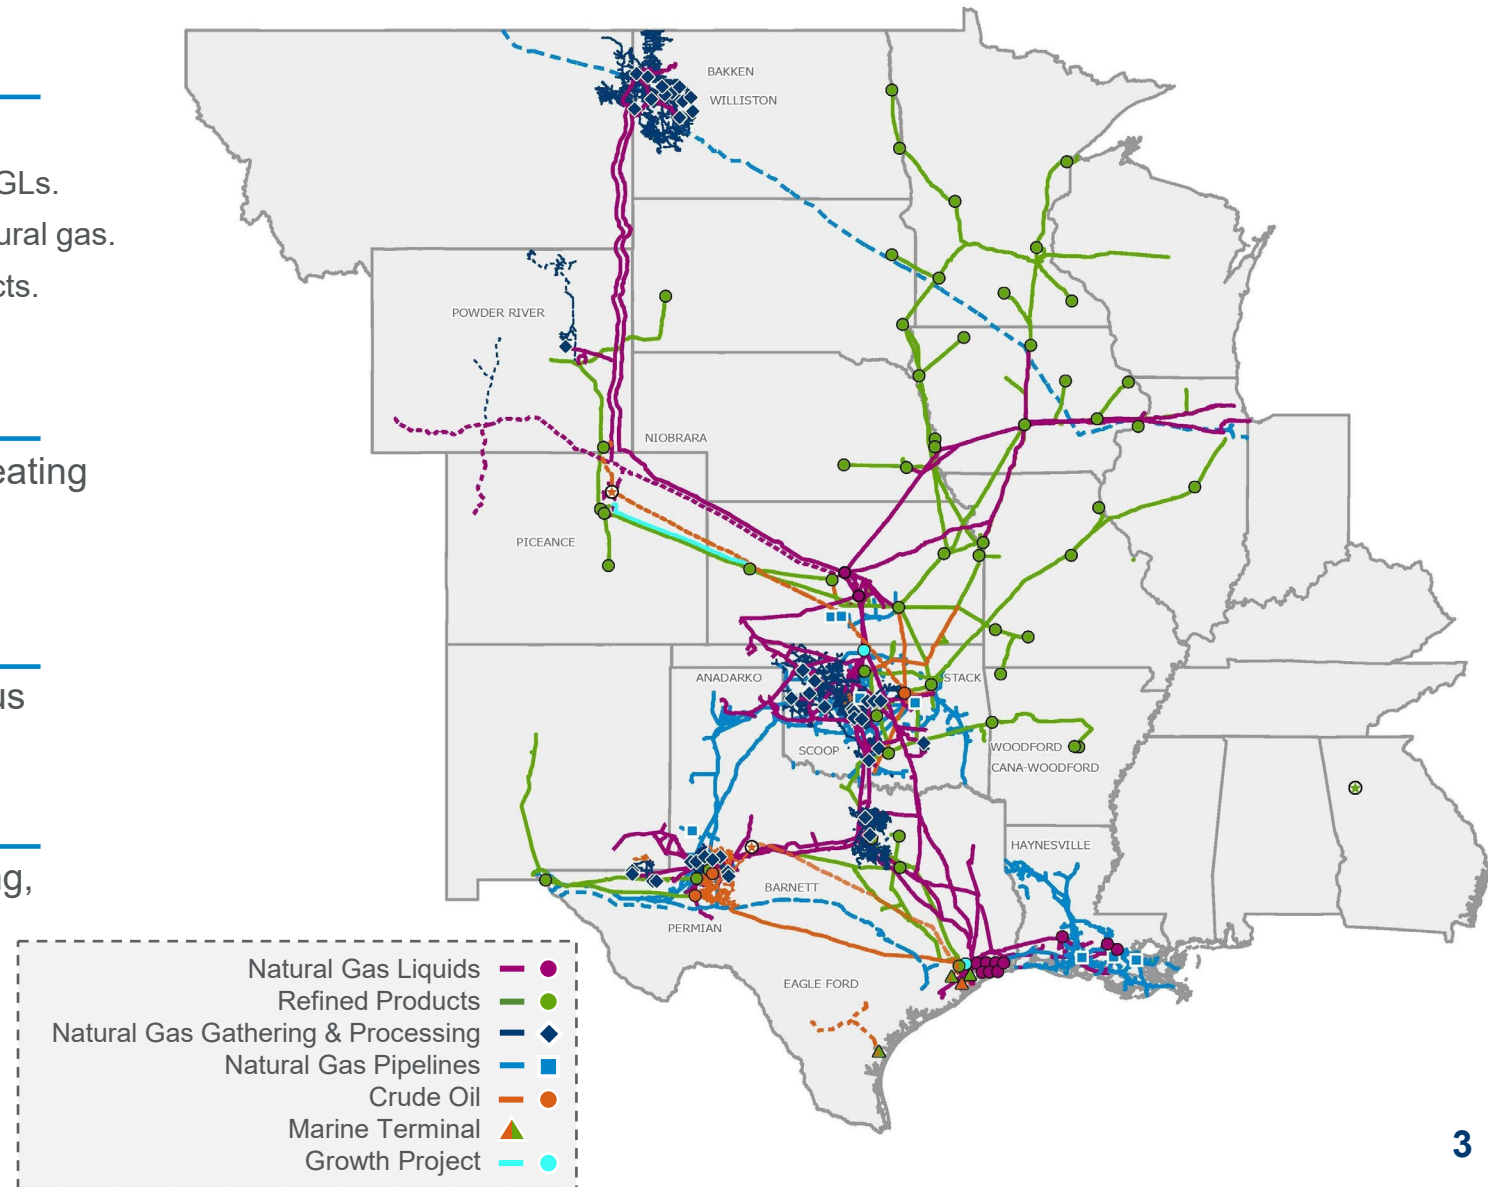 GLs.
ural gas.
cts.
eating
us
ng,
BAKKEN
WILLISTON
POWDER RIVER
NIOBRARA
PICEANCE
ANADARKO
STACK
SCOOP
WOODFORD
CANA-WOODFORD
HAYNESVILLE
BARNETT
PERMIAN
EAGLE FORD
Natural Gas Liquids
Refined Products
Natural Gas Gathering & Processing
Natural Gas Pipelines
Crude Oil
Marine Terminal
Growth Project
3